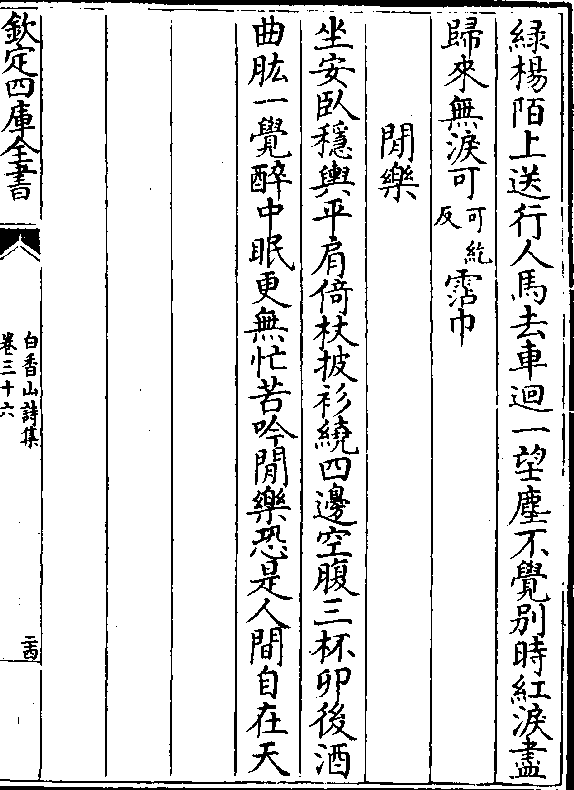 緑楊陌上送行人馬去車迴一望塵不覺別時紅淚盡
歸來無淚可可紇反霑巾
閒樂
坐安臥穩輿平肩倚杖披衫繞四邊空腹三杯卯後酒
曲肱一覺醉中眠更無忙苦吟閒樂恐是人間自在天
欽定四庫全書
白香山詩集
卷三十六
二十四